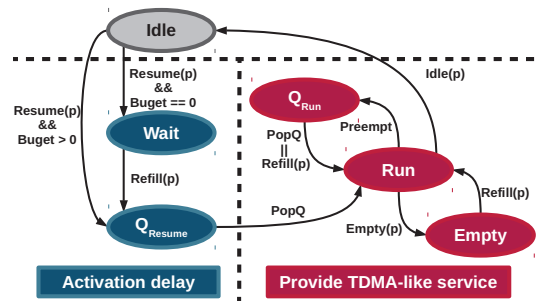 Idle
Resume(p)
&&
Buget == 0
Idle(p)
Resume(p)
&&
Buget > 0
Q Run
Wait
PopQ
||
Refill(p)
Preempt
Run
Refill(p)
Refill(p)
Q Resume
PopQ
Empty(p)
Empty
Activation delay
Provide TDMA-like service